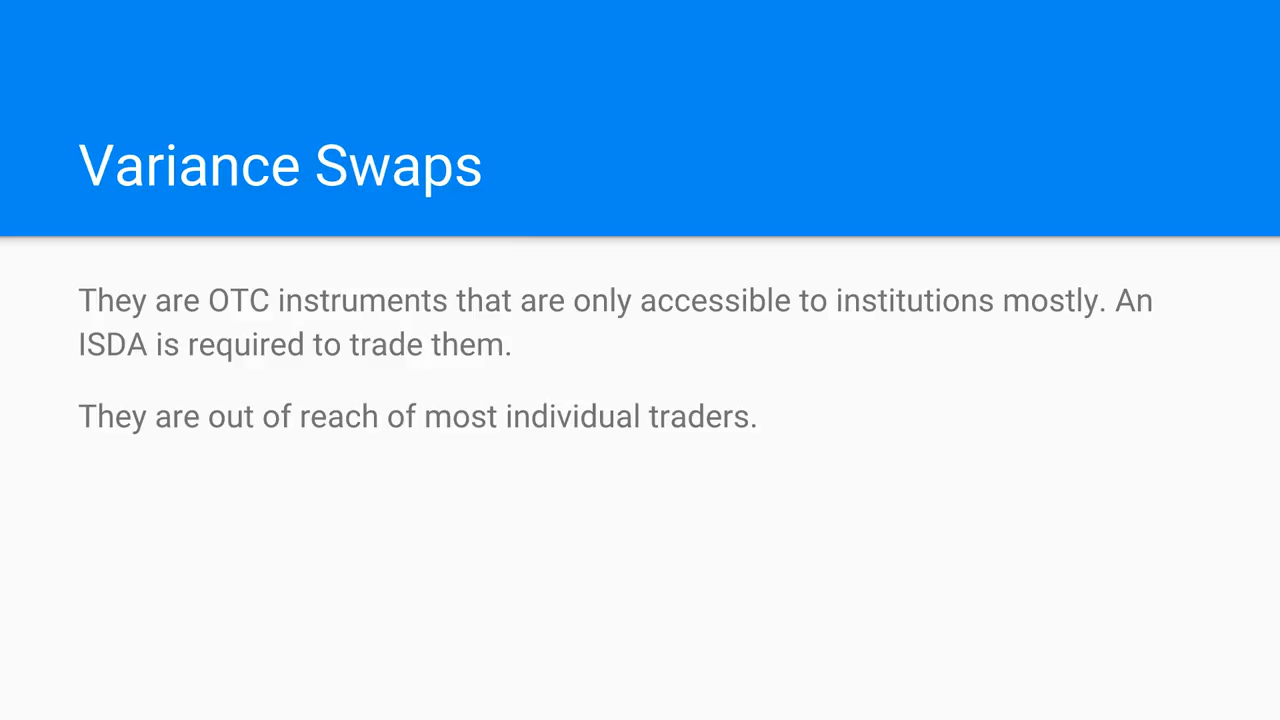 Variance Swaps
They are OTC instruments that are only accessible to institutions mostly. An
ISDA is required to trade them.
They are out of reach of most individual traders.